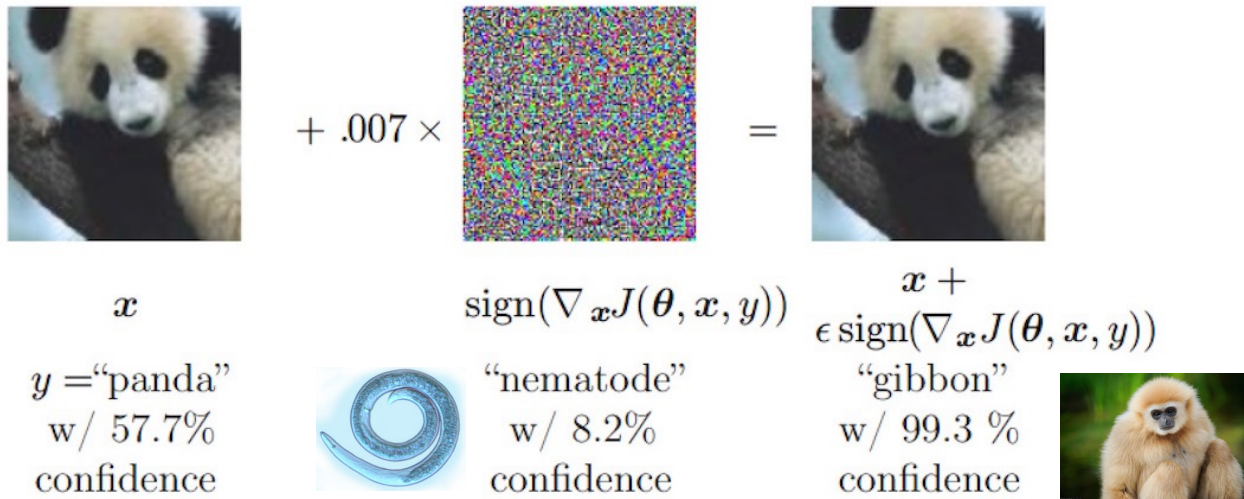 + .007 ×
=
x
sign(∇ₓJ(θ, x, y))
x +
ϵ sign(∇ₓJ(θ, x, y))
y =“panda”
w/ 57.7%
confidence
“nematode”
w/ 8.2%
confidence
“gibbon”
w/ 99.3 %
confidence